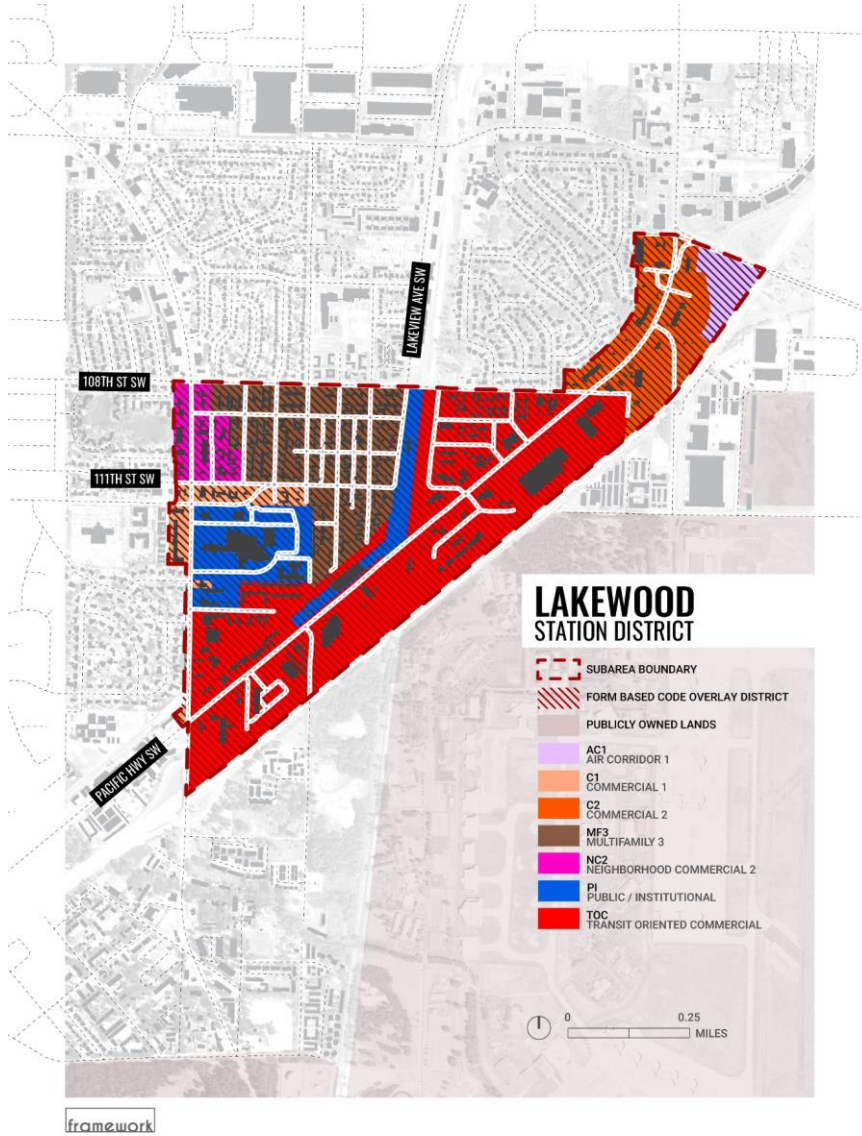 LAKEVIEW AVE SW
108TH ST SW
111TH ST SW
PACIFIC HWY SW
LAKEWOOD
STATION DISTRICT
SUBAREA BOUNDARY
FORM BASED CODE OVERLAY DISTRICT
PUBLICLY OWNED LANDS
AC1
AIR CORRIDOR 1
C1
COMMERCIAL 1
C2
COMMERCIAL 2
MF3
MULTIFAMILY 3
NC2
NEIGHBORHOOD COMMERCIAL 2
PI
PUBLIC / INSTITUTIONAL
TOC
TRANSIT ORIENTED COMMERCIAL
0 0.25
MILES
framework